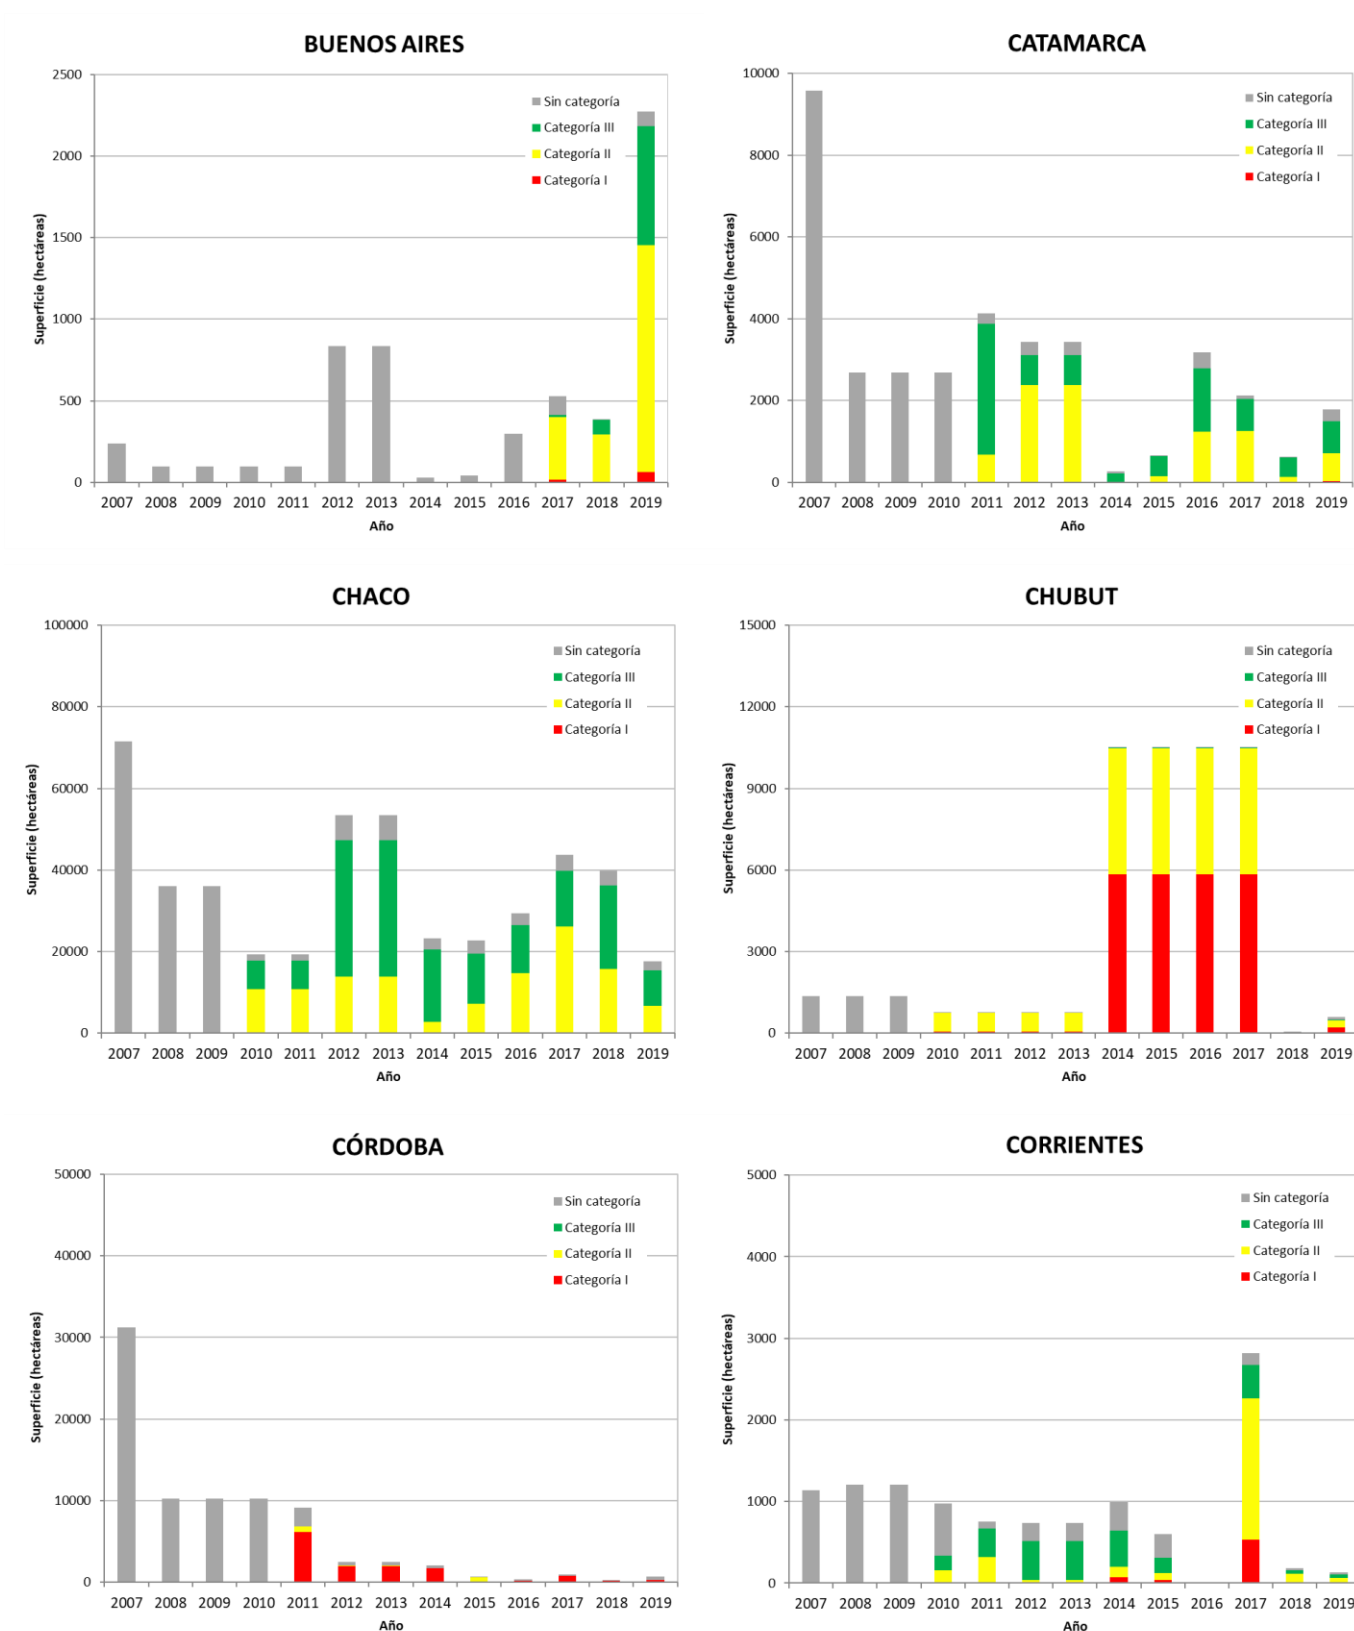 BUENOS AIRES
2500
2000
1500
1000
500
0
Superficie (hectáreas)
Sin categoría
Categoría III
Categoría II
Categoría I
2007 2008 2009 2010 2011 2012 2013 2014 2015 2016 2017 2018 2019
Año
CATAMARCA
10000
8000
6000
4000
2000
0
Superficie (hectáreas)
Sin categoría
Categoría III
Categoría II
Categoría I
2007 2008 2009 2010 2011 2012 2013 2014 2015 2016 2017 2018 2019
Año
CHACO
100000
80000
60000
40000
20000
0
Superficie (hectáreas)
Sin categoría
Categoría III
Categoría II
Categoría I
2007 2008 2009 2010 2011 2012 2013 2014 2015 2016 2017 2018 2019
Año
CHUBUT
15000
12000
9000
6000
3000
0
Superficie (hectáreas)
Sin categoría
Categoría III
Categoría II
Categoría I
2007 2008 2009 2010 2011 2012 2013 2014 2015 2016 2017 2018 2019
Año
CÓRDOBA
50000
40000
30000
20000
10000
0
Superficie (hectáreas)
Sin categoría
Categoría III
Categoría II
Categoría I
2007 2008 2009 2010 2011 2012 2013 2014 2015 2016 2017 2018 2019
Año
CORRIENTES
5000
4000
3000
2000
1000
0
Superficie (hectáreas)
Sin categoría
Categoría III
Categoría II
Categoría I
2007 2008 2009 2010 2011 2012 2013 2014 2015 2016 2017 2018 2019
Año